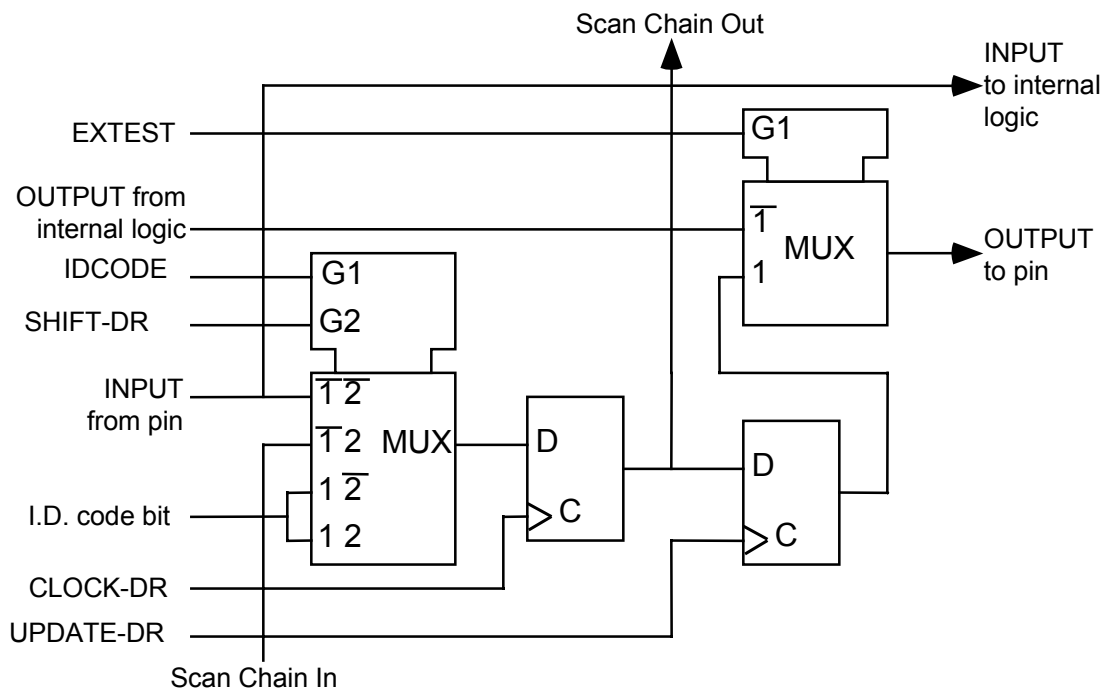 Scan Chain Out
INPUT
to internal
logic
EXTEST
G1
OUTPUT from
internal logic
1̅
MUX
1
OUTPUT
to pin
IDCODE
G1
SHIFT-DR
G2
INPUT
from pin
1̅ 2̅
1̅ 2
MUX
1 2̅
1 2
I.D. code bit
D
C
D
C
CLOCK-DR
UPDATE-DR
Scan Chain In